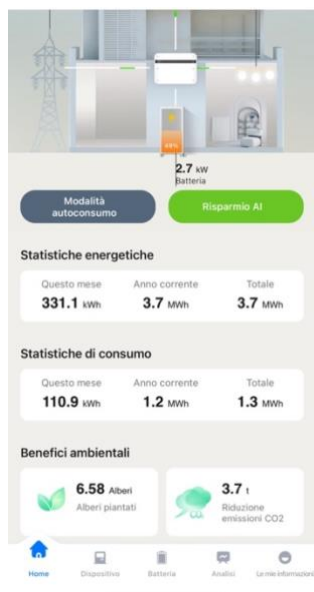 48%
2.7 kW
Batteria
Modalità
autoconsumo
Risparmio AI
Statistiche energetiche
Questo mese Anno corrente Totale
331.1 kWh 3.7 MWh 3.7 MWh
Statistiche di consumo
Questo mese Anno corrente Totale
110.9 kWh 1.2 MWh 1.3 MWh
Benefici ambientali
6.58 Alberi
Alberi piantati
CO2
3.7 t
Riduzione
emissioni CO2
Home Dispositivo Batteria Analisi Le mie informazioni